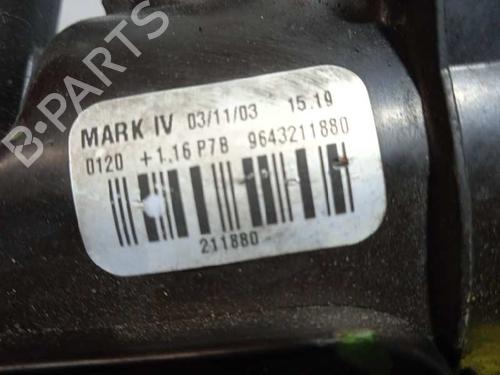 B-PARTS
MARK IV 03/11/03 15.19
0120 +1.16 P7B 9643211880
211880